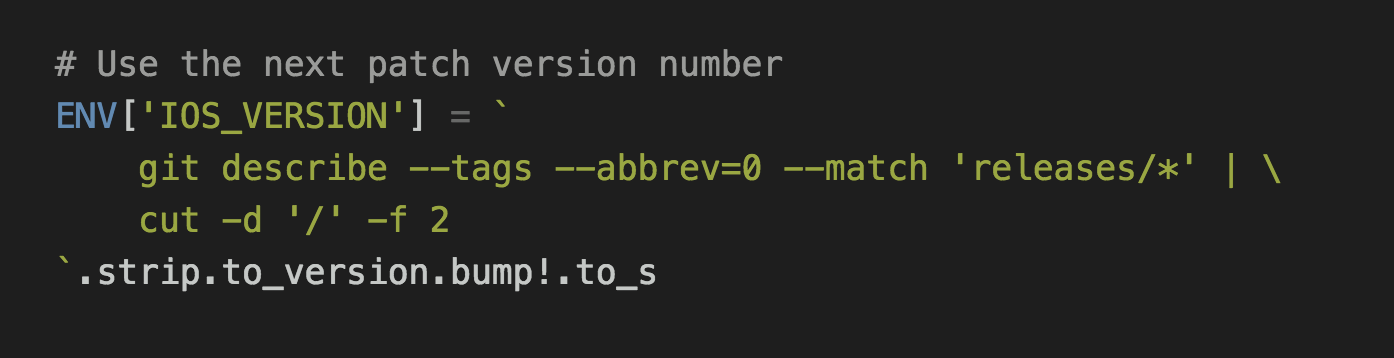 # Use the next patch version number
ENV['IOS_VERSION'] = `
    git describe --tags --abbrev=0 --match 'releases/*' | \
    cut -d '/' -f 2
`.strip.to_version.bump!.to_s